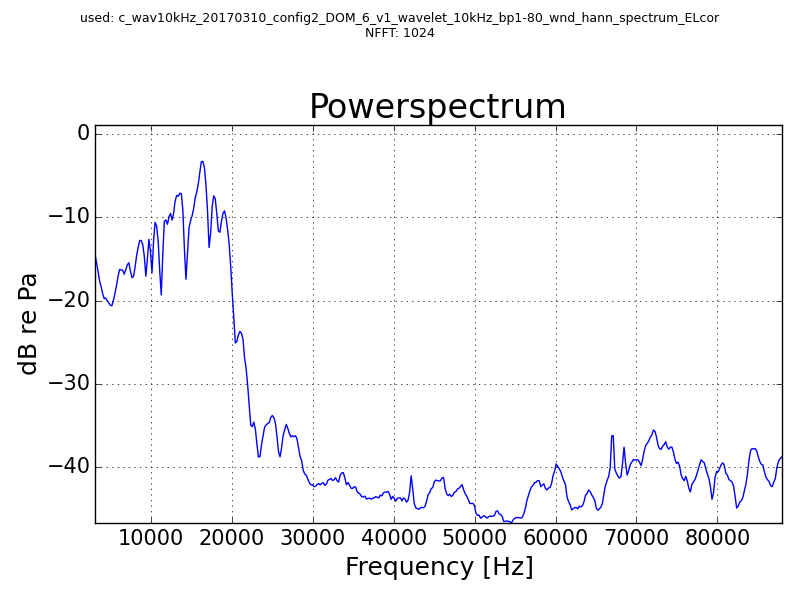 used: c_wav10kHz_20170310_config2_DOM_6_v1_wavelet_10kHz_bp1-80_wnd_hann_spectrum_ELcor
NFFT: 1024
Powerspectrum
0
−10
−20
−30
−40
dB re Pa
10000 20000 30000 40000 50000 60000 70000 80000
Frequency [Hz]